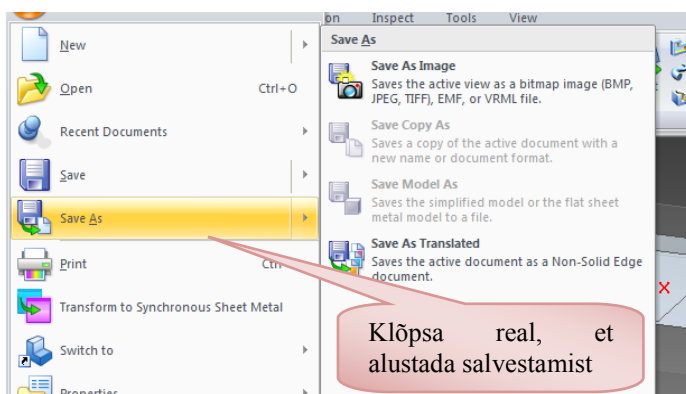 on Inspect Tools View
New
Open Ctrl+O
Recent Documents
Save
Save As
Print
Transform to Synchronous Sheet Metal
Switch to
Properties
Save As
Save As Image
Saves the active view as a bitmap image (BMP,
JPEG, TIFF), EMF, or VRML file.
Save Copy As
Saves a copy of the active document with a
new name or document format.
Save Model As
Saves the simplified model or the flat sheet
metal model to a file.
Save As Translated
Saves the active document as a Non-Solid Edge
document.
Klõpsa real, et
alustada salvestamist